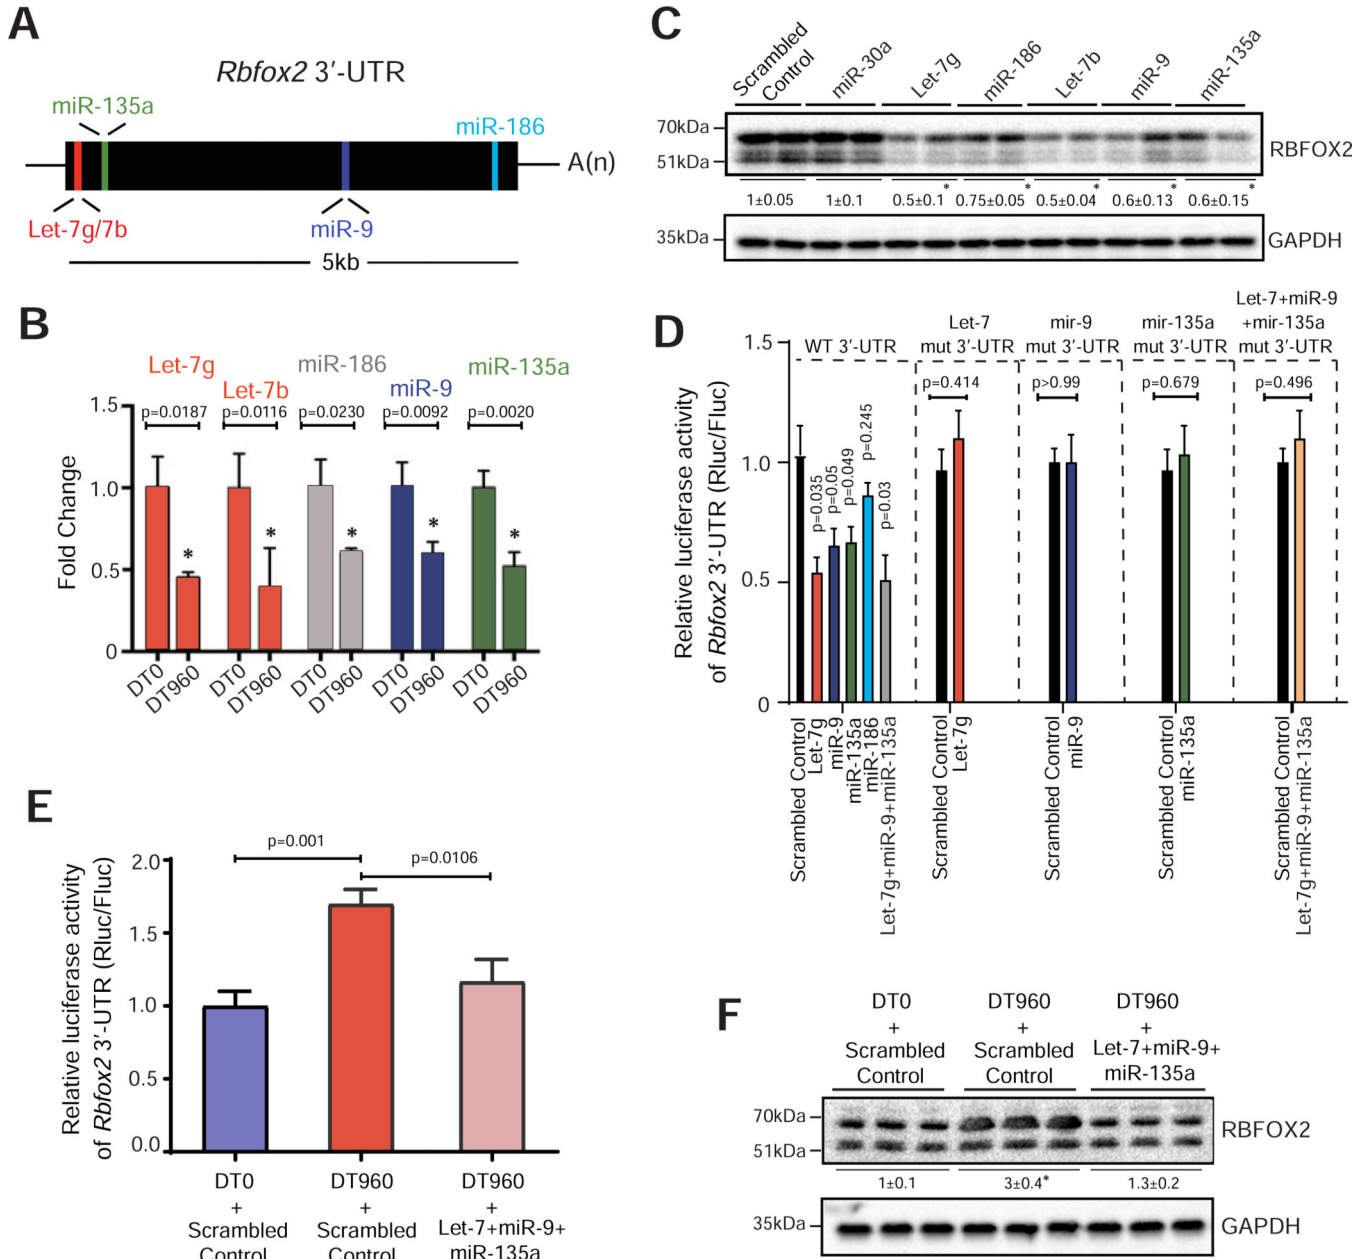 A
Rbfox2 3′-UTR
miR-135a
miR-186
A(n)
Let-7g/7b
miR-9
5kb
B
Let-7g
Let-7b
miR-186
miR-9
miR-135a
p=0.0187
p=0.0116
p=0.0230
p=0.0092
p=0.0020
Fold Change
1.5
1.0
0.5
0
* * * * *
DT0 DT960 DT0 DT960 DT0 DT960 DT0 DT960 DT0 DT960
C
Scrambled Control
miR-30a
Let-7g
miR-186
Let-7b
miR-9
miR-135a
70kDa
51kDa
RBFOX2
1±0.05 1±0.1 0.5±0.1* 0.75±0.05* 0.5±0.04* 0.6±0.13* 0.6±0.15*
35kDa
GAPDH
D
Relative luciferase activity
of Rbfox2 3′-UTR (Rluc/Fluc)
1.5
1.0
0.5
0
WT 3′-UTR
Let-7
mut 3′-UTR
mir-9
mut 3′-UTR
mir-135a
mut 3′-UTR
Let-7+miR-9
+mir-135a
mut 3′-UTR
p=0.035
p=0.05
p=0.049
p=0.245
p=0.03
p=0.414
p>0.99
p=0.679
p=0.496
Scrambled Control
Let-7g
miR-9
miR-135a
miR-186
Let-7g+miR-9+miR-135a
Scrambled Control
Let-7g
Scrambled Control
miR-9
Scrambled Control
miR-135a
Scrambled Control
Let-7g+miR-9+miR-135a
E
Relative luciferase activity
of Rbfox2 3′-UTR (Rluc/Fluc)
2.0
1.5
1.0
0.5
0.0
p=0.001
p=0.0106
DT0
+
Scrambled
Control
DT960
+
Scrambled
Control
DT960
+
Let-7+miR-9+
miR-135a
F
DT0
+
Scrambled
Control
DT960
+
Scrambled
Control
DT960
+
Let-7+miR-9+
miR-135a
70kDa
51kDa
RBFOX2
1±0.1 3±0.4* 1.3±0.2
35kDa
GAPDH